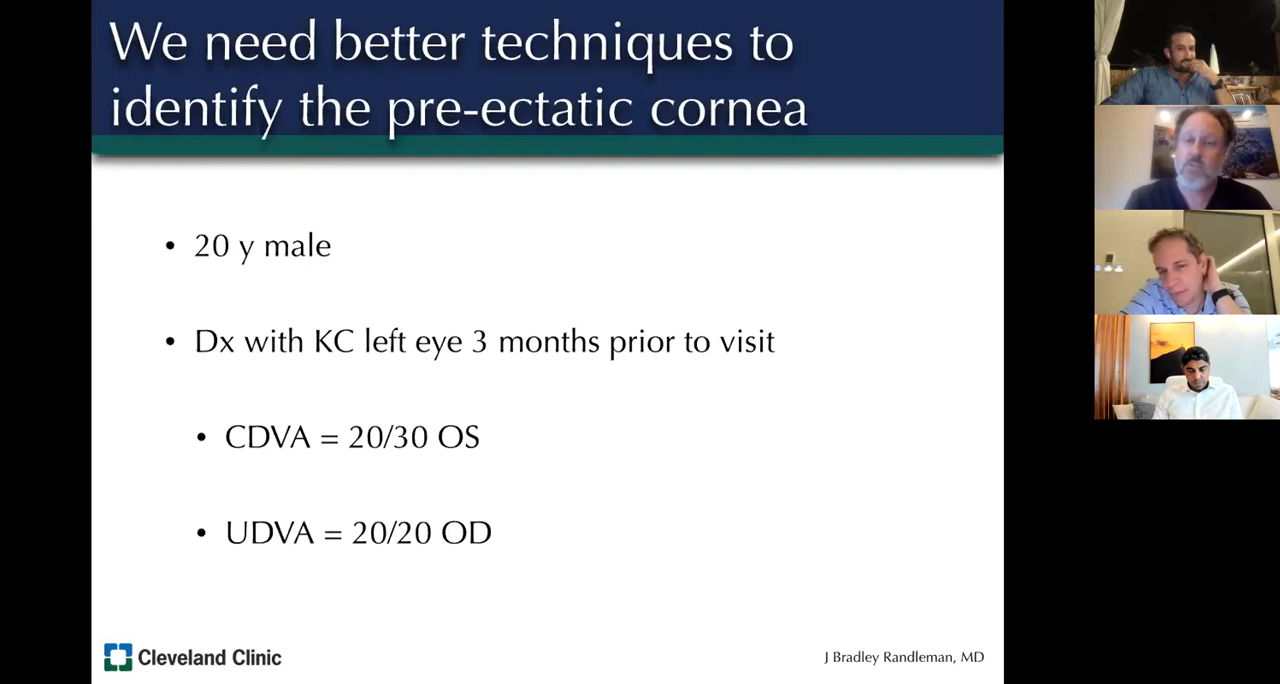 We need better techniques to
identify the pre-ectatic cornea
• 20 y male
• Dx with KC left eye 3 months prior to visit
• CDVA = 20/30 OS
• UDVA = 20/20 OD
Cleveland Clinic
J Bradley Randleman, MD